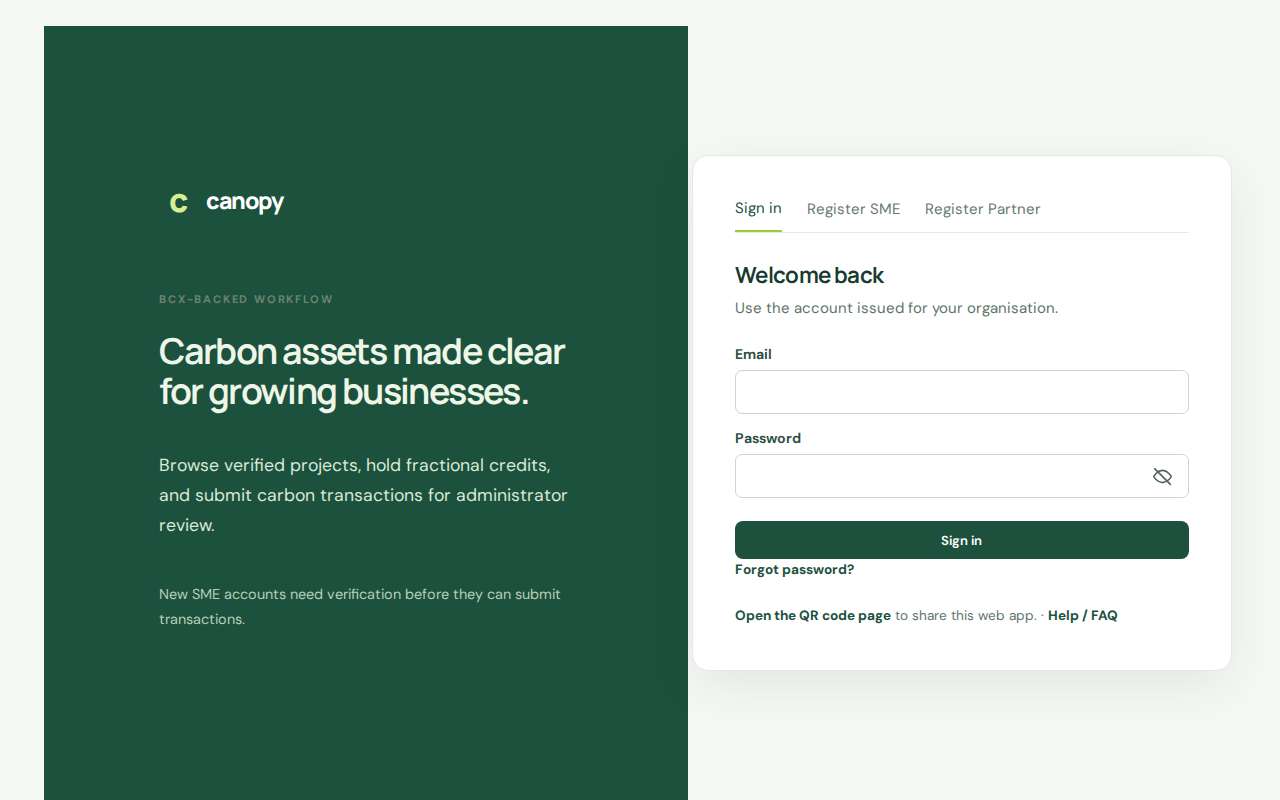 c canopy
BCX-BACKED WORKFLOW
Carbon assets made clear
for growing businesses.
Browse verified projects, hold fractional credits,
and submit carbon transactions for administrator
review.
New SME accounts need verification before they can submit
transactions.
Sign in Register SME Register Partner
Welcome back
Use the account issued for your organisation.
Email
Password
Sign in
Forgot password?
Open the QR code page to share this web app. · Help / FAQ